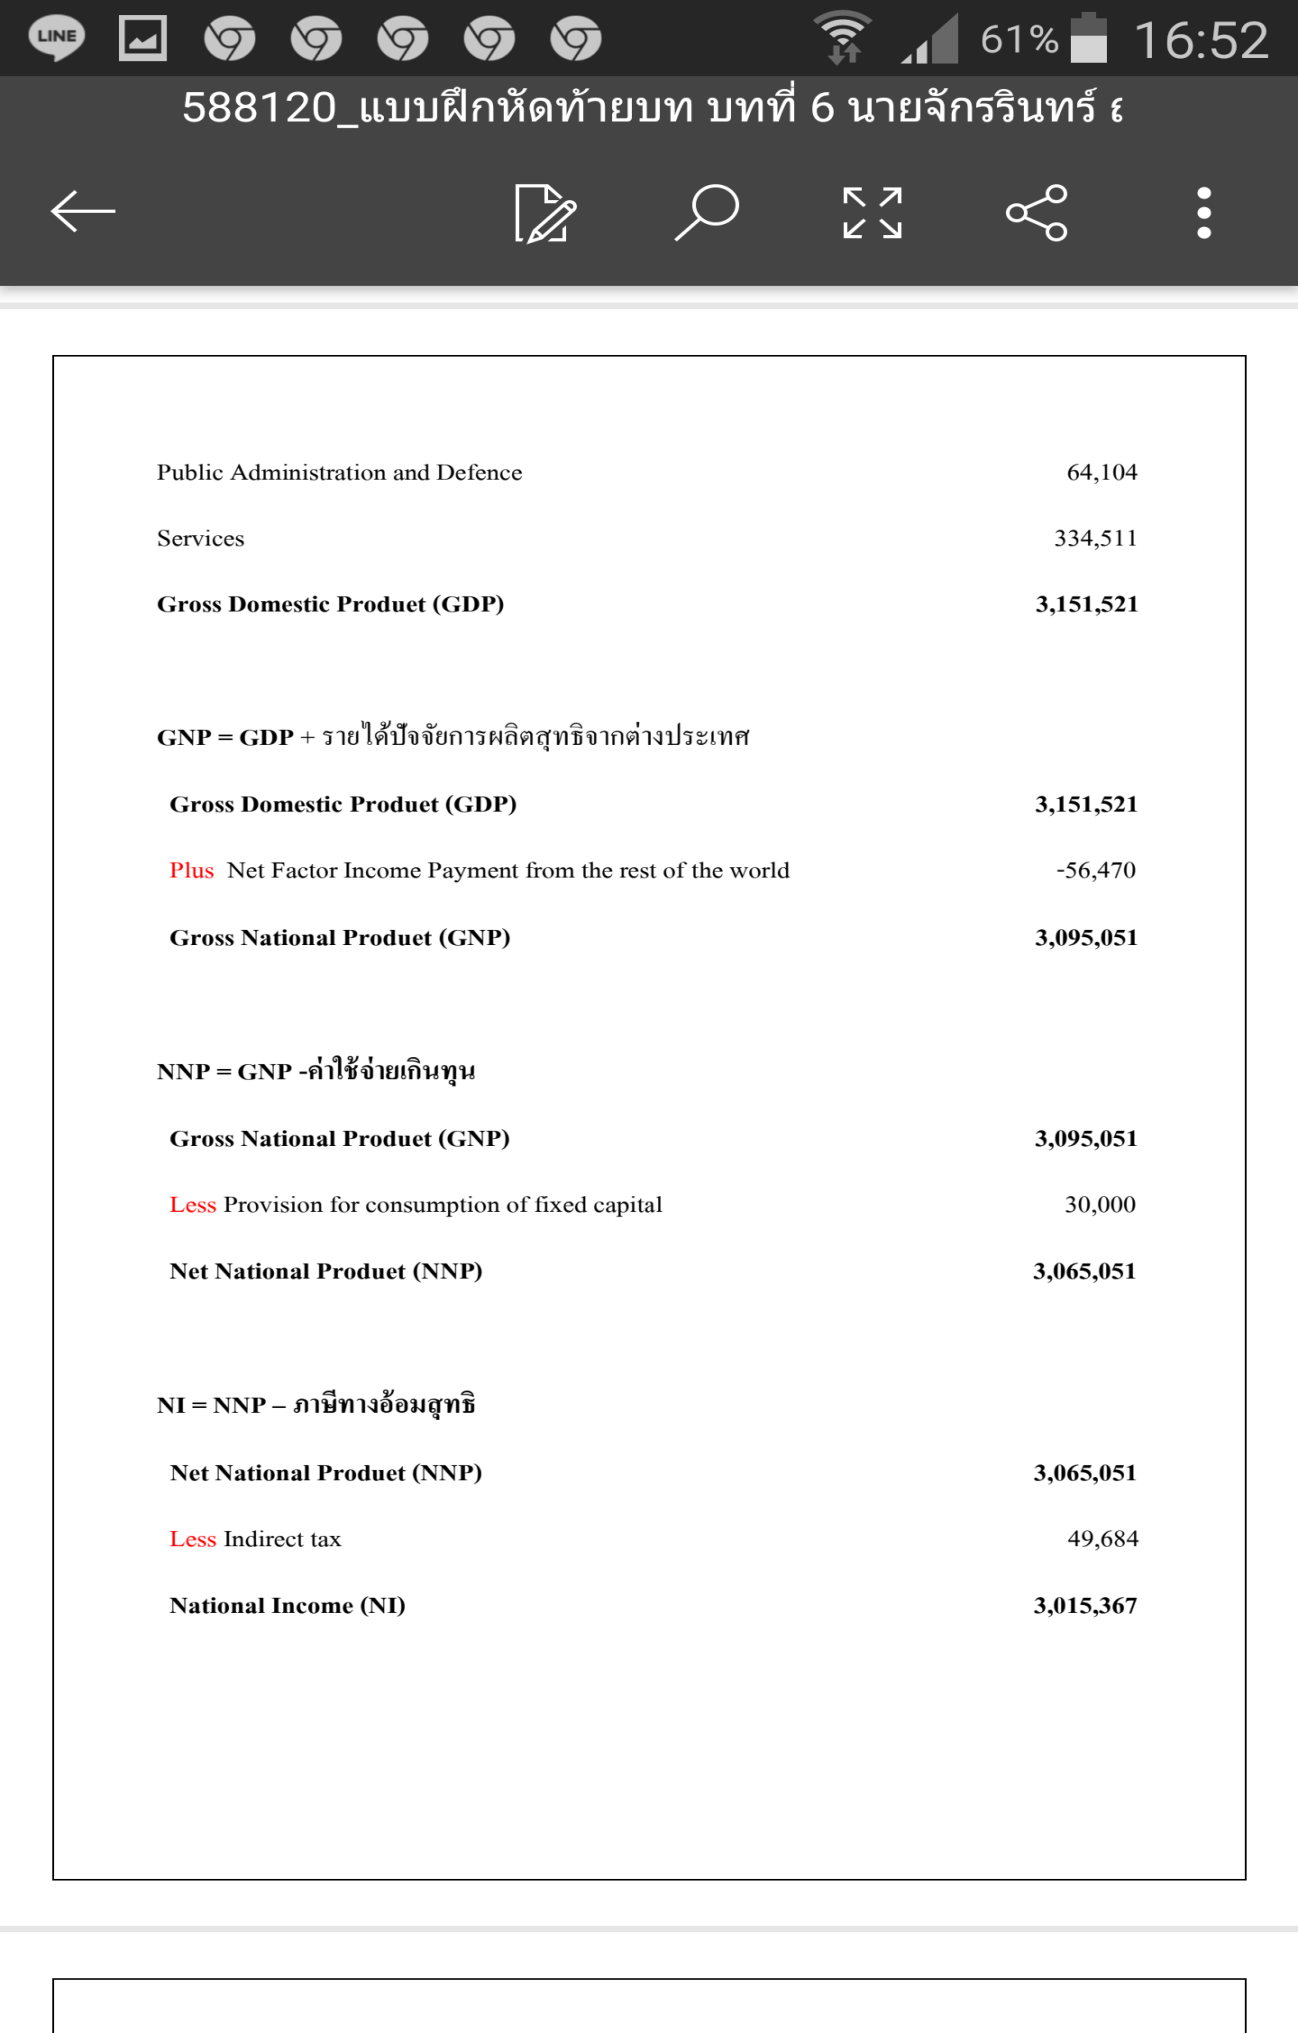 LINE
61% 16:52
588120_แบบฝึกหัดท้ายบท บทที่ 6 นายจักรรินทร์
Public Administration and Defence 64,104
Services 334,511
Gross Domestic Produet (GDP) 3,151,521
GNP = GDP + รายได้ปัจจัยการผลิตสุทธิจากต่างประเทศ
Gross Domestic Produet (GDP) 3,151,521
Plus Net Factor Income Payment from the rest of the world -56,470
Gross National Produet (GNP) 3,095,051
NNP = GNP -ค่าใช้จ่ายเกินทุน
Gross National Produet (GNP) 3,095,051
Less Provision for consumption of fixed capital 30,000
Net National Produet (NNP) 3,065,051
NI = NNP – ภาษีทางอ้อมสุทธิ
Net National Produet (NNP) 3,065,051
Less Indirect tax 49,684
National Income (NI) 3,015,367